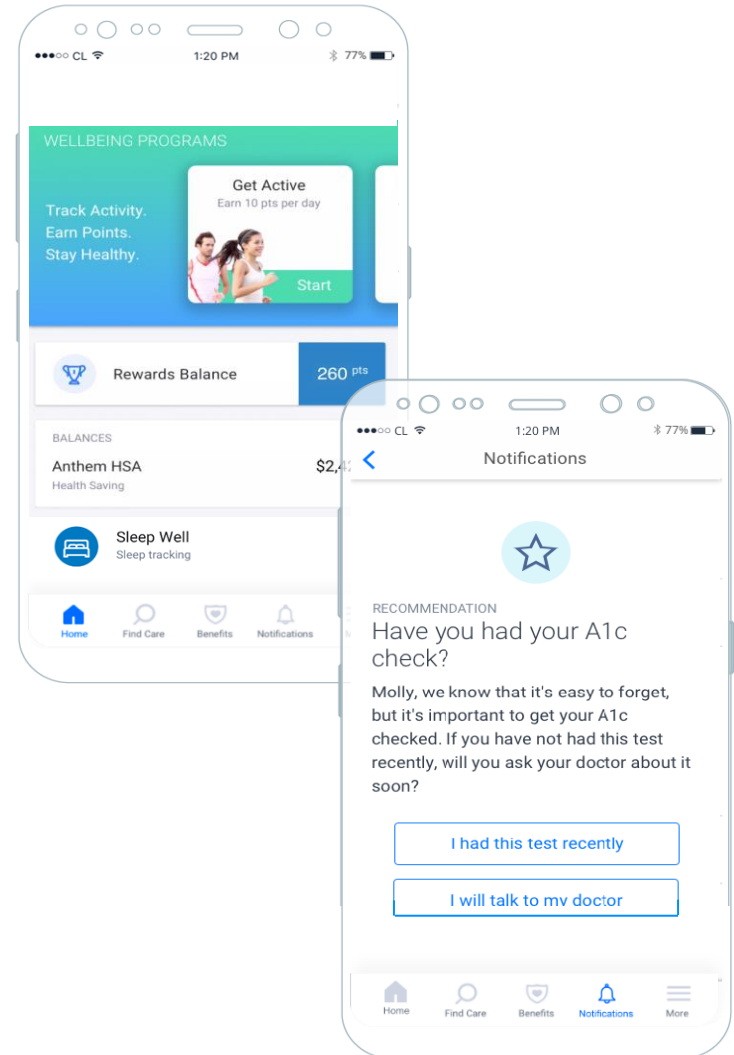 CL
1:20 PM
77%
WELLBEING PROGRAMS
Track Activity.
Earn Points.
Stay Healthy.
Get Active
Earn 10 pts per day
Start
Rewards Balance
260 pts
BALANCES
Anthem HSA
$2,42
Health Saving
Sleep Well
Sleep tracking
Home
Find Care
Benefits
Notifications
CL
1:20 PM
77%
Notifications
RECOMMENDATION
Have you had your A1c
check?
Molly, we know that it's easy to forget,
but it's important to get your A1c
checked. If you have not had this test
recently, will you ask your doctor about it
soon?
I had this test recently
I will talk to my doctor
Home
Find Care
Benefits
Notifications
More